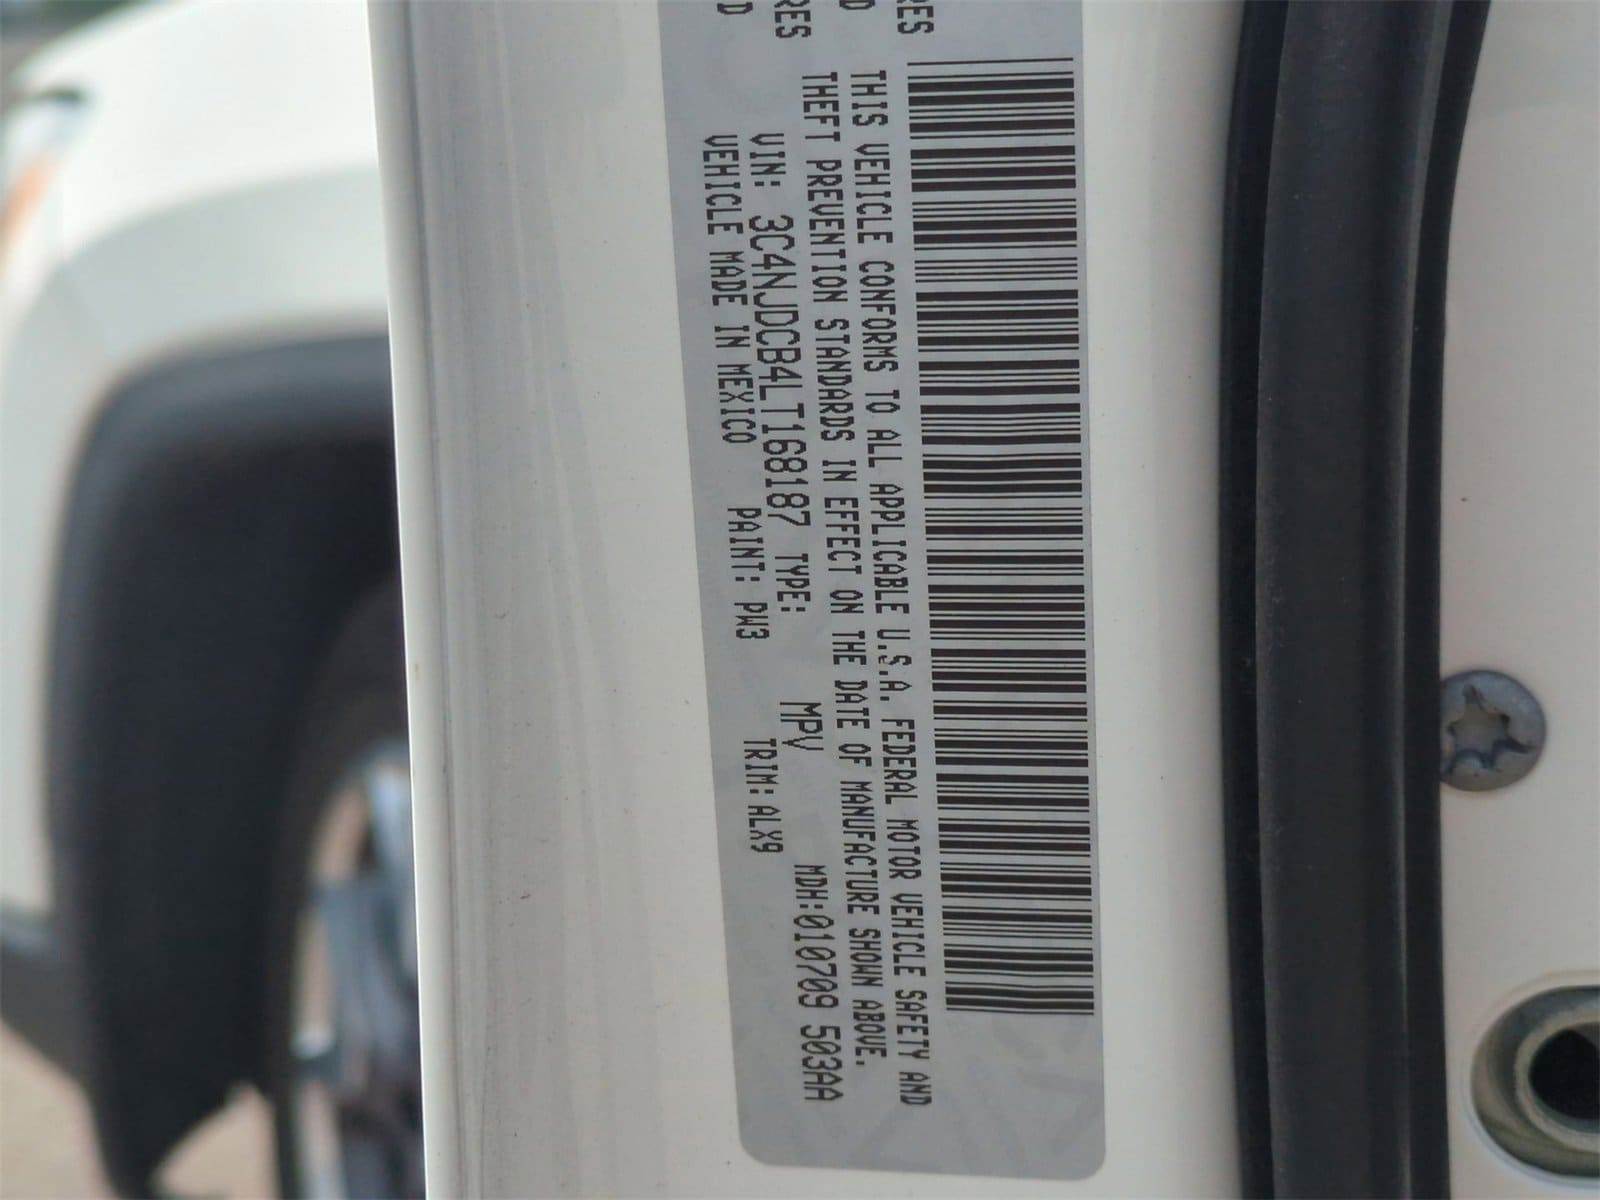 RES
D
RES
D
THIS VEHICLE CONFORMS TO ALL APPLICABLE U.S.A. FEDERAL MOTOR VEHICLE SAFETY AND
THEFT PREVENTION STANDARDS IN EFFECT ON THE DATE OF MANUFACTURE SHOWN ABOVE.
VIN: 3C4NJDCB4LT168187 TYPE: MPV MDH:010709 503AA
VEHICLE MADE IN MEXICO PAINT: PW3 TRIM: ALX9